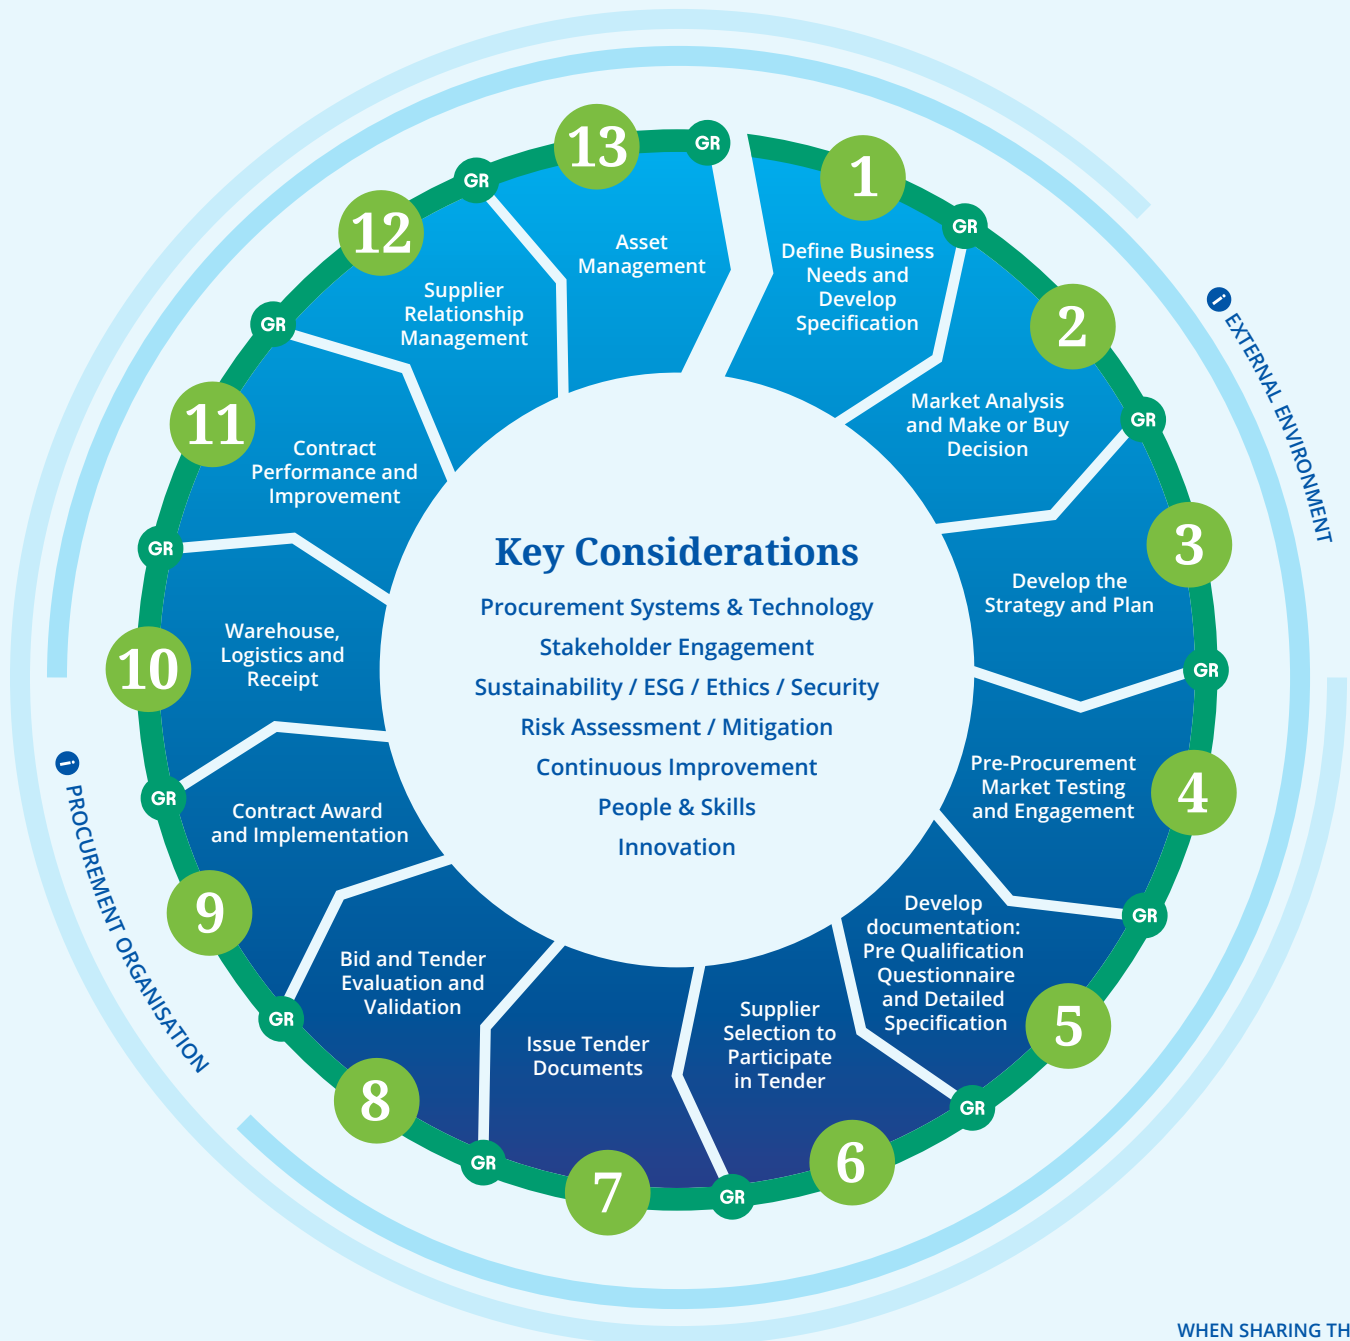 1
Define Business
Needs and
Develop
Specification
GR
2
Market Analysis
and Make or Buy
Decision
GR
3
Develop the
Strategy and Plan
GR
4
Pre-Procurement
Market Testing
and Engagement
GR
5
Develop
documentation:
Pre Qualification
Questionnaire
and Detailed
Specification
GR
6
Supplier
Selection to
Participate
in Tender
GR
7
Issue Tender
Documents
GR
8
Bid and Tender
Evaluation and
Validation
GR
9
Contract Award
and Implementation
GR
10
Warehouse,
Logistics and
Receipt
GR
11
Contract
Performance and
Improvement
GR
12
Supplier
Relationship
Management
GR
13
Asset
Management
GR
Key Considerations
Procurement Systems & Technology
Stakeholder Engagement
Sustainability / ESG / Ethics / Security
Risk Assessment / Mitigation
Continuous Improvement
People & Skills
Innovation
i EXTERNAL ENVIRONMENT
i PROCUREMENT ORGANISATION
WHEN SHARING TH